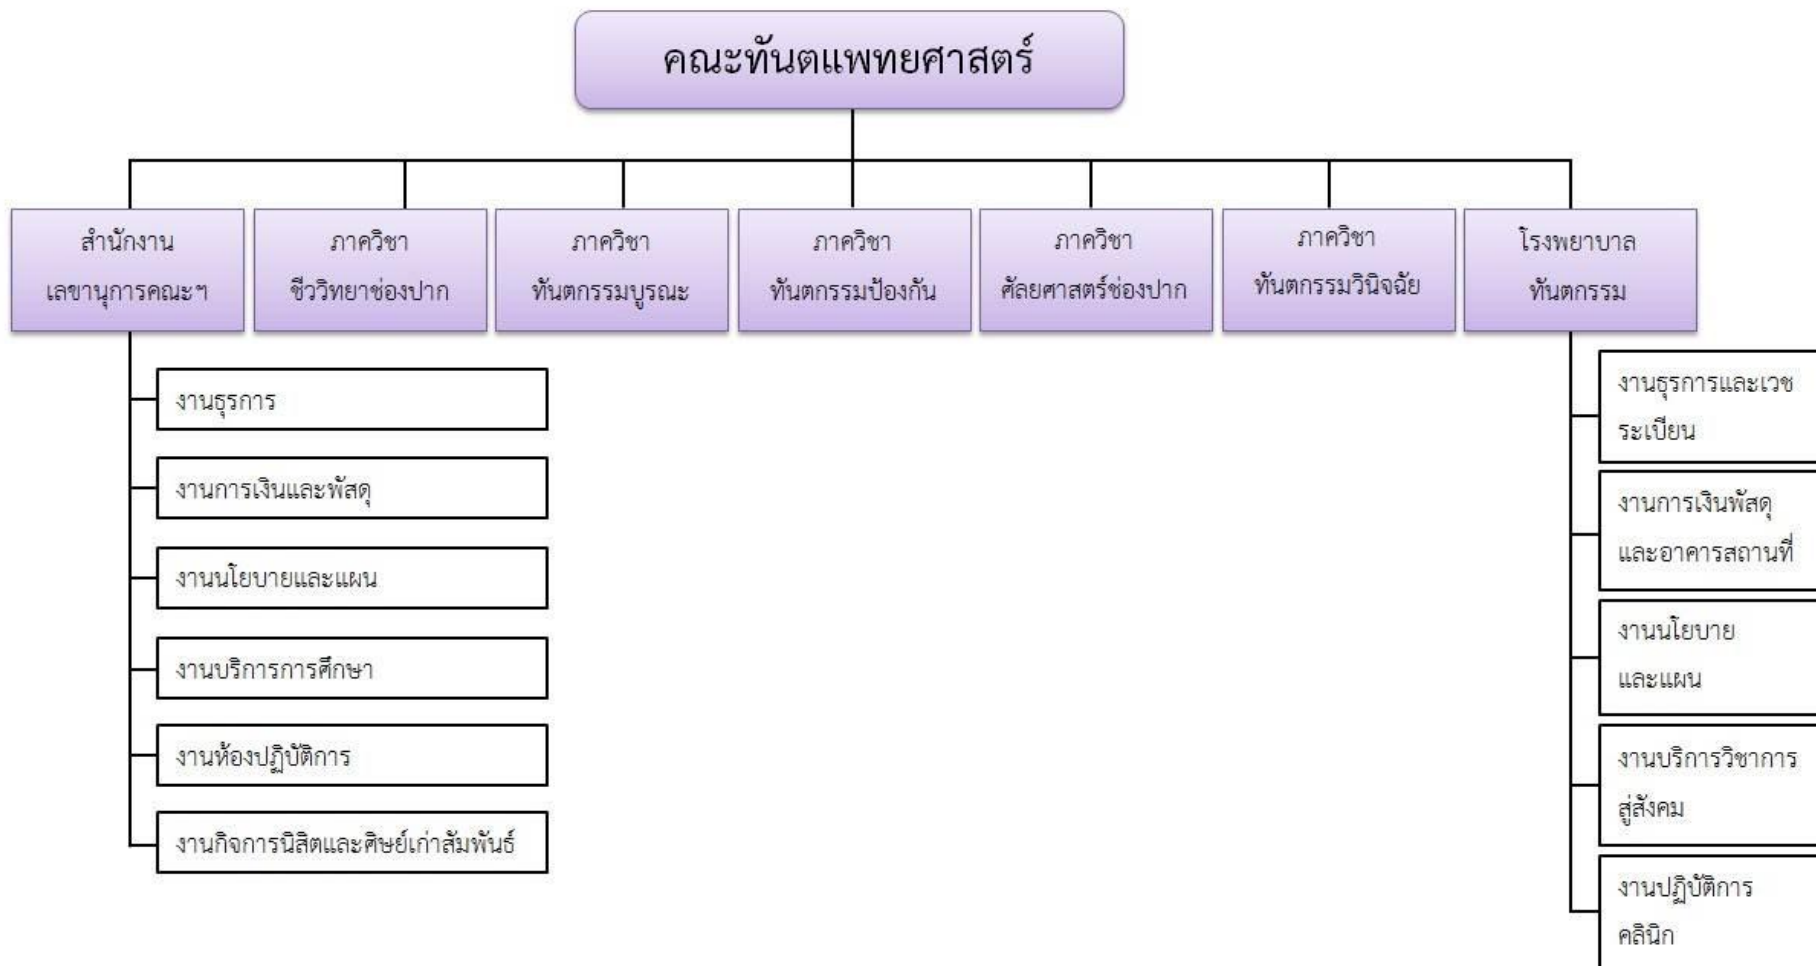 คณะทันตแพทยศาสตร์
สำนักงาน
เลขานุการคณะฯ
ภาควิชา
ชีววิทยาช่องปาก
ภาควิชา
ทันตกรรมบูรณะ
ภาควิชา
ทันตกรรมป้องกัน
ภาควิชา
ศัลยศาสตร์ช่องปาก
ภาควิชา
ทันตกรรมวินิจฉัย
โรงพยาบาล
ทันตกรรม
งานธุรการ
งานการเงินและพัสดุ
งานนโยบายและแผน
งานบริการการศึกษา
งานห้องปฏิบัติการ
งานกิจการนิสิตและศิษย์เก่าสัมพันธ์
งานธุรการและเวช
ระเบียน
งานการเงินพัสดุ
และอาคารสถานที่
งานนโยบาย
และแผน
งานบริการวิชาการ
สู่สังคม
งานปฏิบัติการ
คลินิก